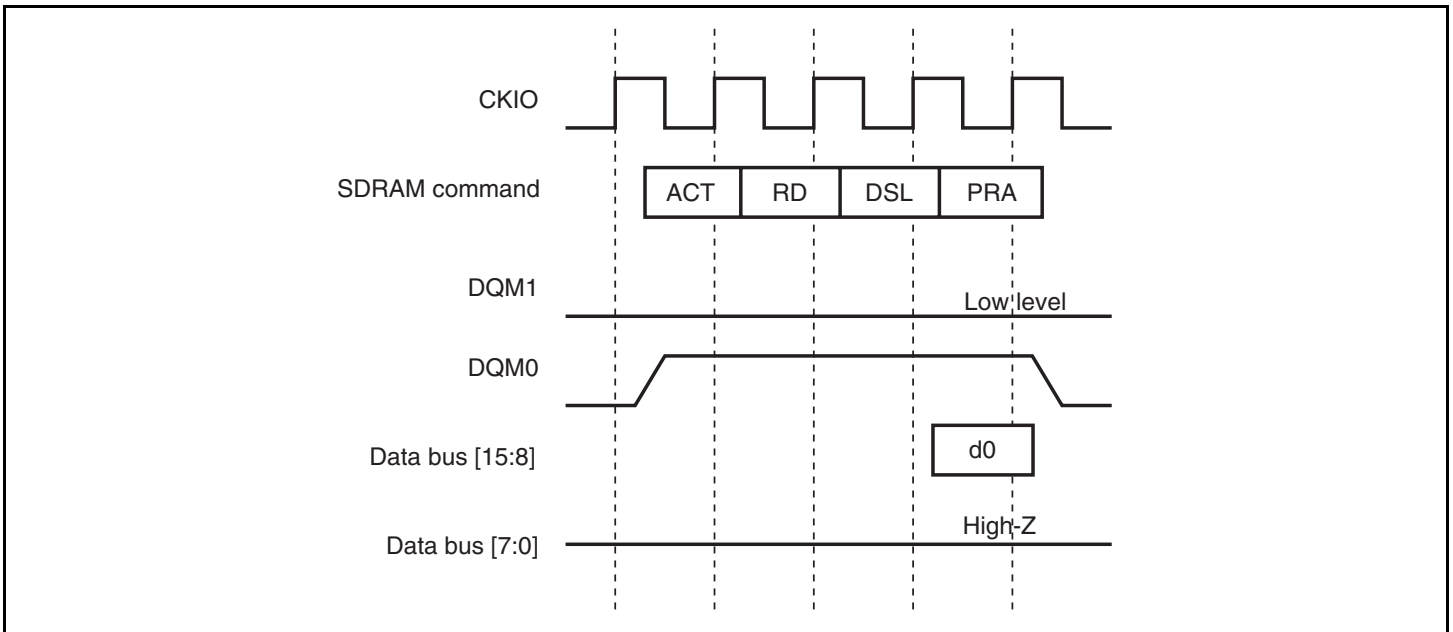 CKIO
SDRAM command ACT RD DSL PRA
DQM1
Low level
DQM0
Data bus [15:8] d0
Data bus [7:0] High-Z